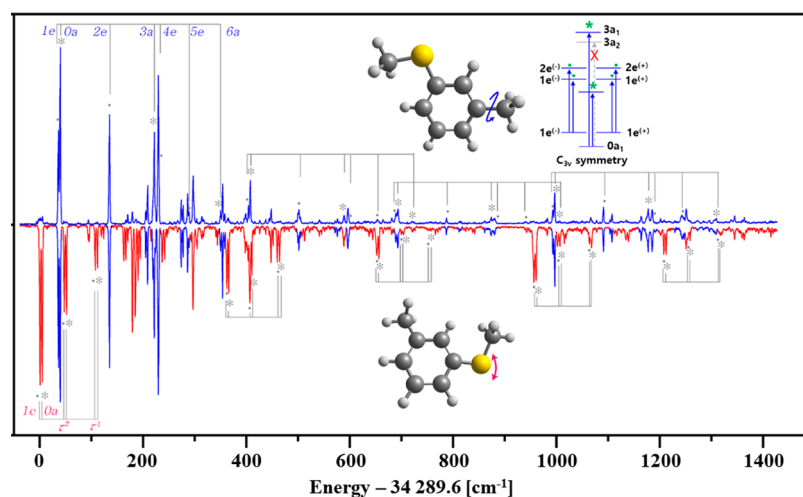 1e 0a 2e 3a 4e 5e 6a
3a₁
3a₂
X
2e⁽⁻⁾ 2e⁽⁺⁾
1e⁽⁻⁾ 1e⁽⁺⁾
1e⁽⁻⁾ 1e⁽⁺⁾
0a₁
C₃ᵥ symmetry
1e 0a
τ² τ⁴
0 200 400 600 800 1000 1200 1400
Energy – 34 289.6 [cm⁻¹]